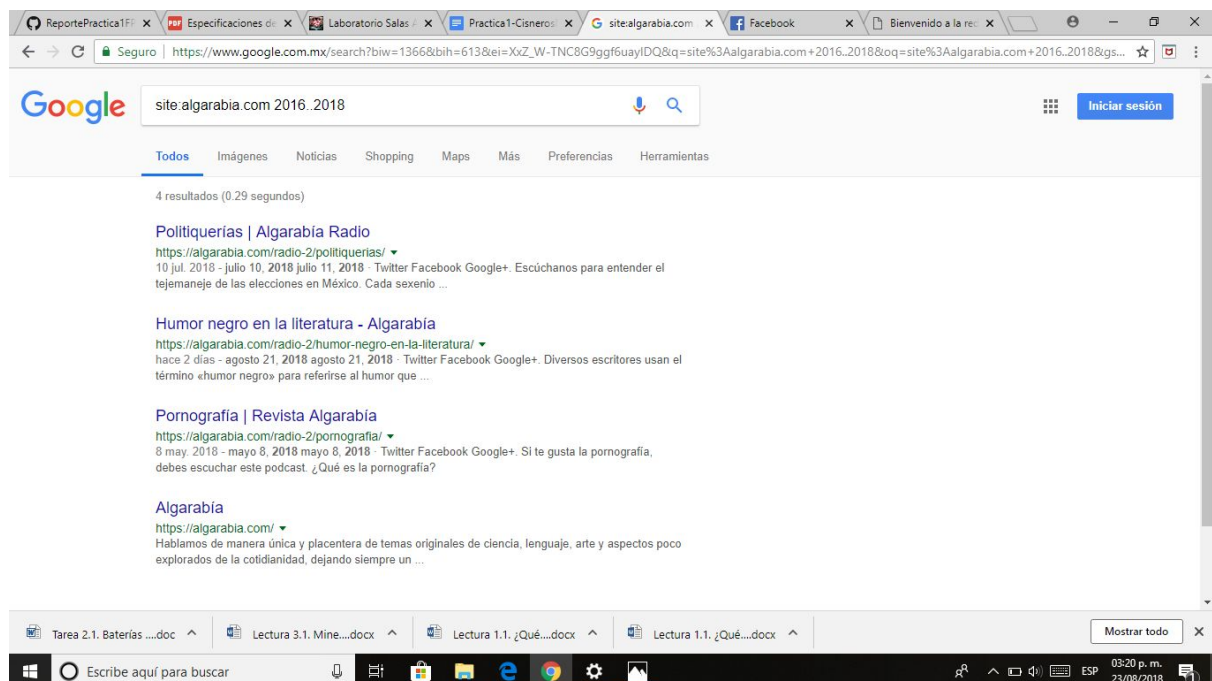 ReportePractica1FF
Especificaciones de
Laboratorio Salas A
Practica1-Cisneros
site:algarabia.com
Facebook
Bienvenido a la red
Seguro
https://www.google.com.mx/search?biw=1366&bih=613&ei=XxZ_W-TNC8G9ggf6uayIDQ&q=site%3Aalgarabia.com+2016..2018&oq=site%3Aalgarabia.com+2016..2018&gs...
Google
site:algarabia.com 2016..2018
Iniciar sesión
Todos Imágenes Noticias Shopping Maps Más Preferencias Herramientas
4 resultados (0.29 segundos)
Politiquerías | Algarabía Radio
https://algarabia.com/radio-2/politiquerias/
10 jul. 2018 - julio 10, 2018 julio 11, 2018 · Twitter Facebook Google+. Escúchanos para entender el
tejemaneje de las elecciones en México. Cada sexenio ...
Humor negro en la literatura - Algarabía
https://algarabia.com/radio-2/humor-negro-en-la-literatura/
hace 2 días - agosto 21, 2018 agosto 21, 2018 · Twitter Facebook Google+. Diversos escritores usan el
término «humor negro» para referirse al humor que ...
Pornografía | Revista Algarabía
https://algarabia.com/radio-2/pornografia/
8 may. 2018 - mayo 8, 2018 mayo 8, 2018 · Twitter Facebook Google+. Si te gusta la pornografía,
debes escuchar este podcast. ¿Qué es la pornografía?
Algarabía
https://algarabia.com/
Hablamos de manera única y placentera de temas originales de ciencia, lenguaje, arte y aspectos poco
explorados de la cotidianidad, dejando siempre un ...
Tarea 2.1. Baterías ....doc
Lectura 3.1. Mine....docx
Lectura 1.1. ¿Qué....docx
Lectura 1.1. ¿Qué....docx
Mostrar todo
Escribe aquí para buscar
ESP
03:20 p. m.
23/08/2018